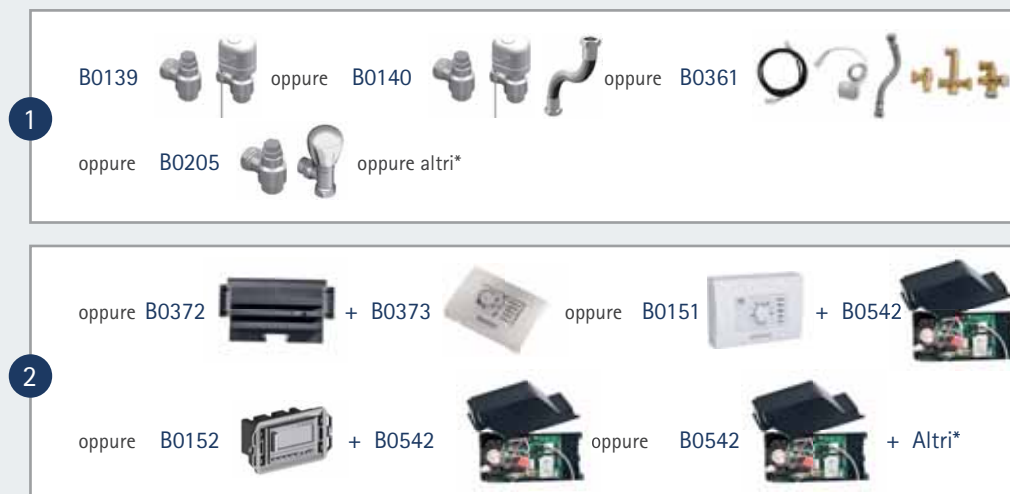 B0139 oppure B0140 oppure B0361
1
oppure B0205 oppure altri*
oppure B0372 + B0373 oppure B0151 + B0542
2
oppure B0152 + B0542 oppure B0542 + Altri*